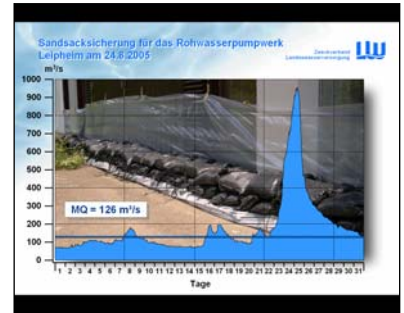 Sandsacksicherung für das Rohwasserpumpwerk
Leipheim am 24.8.2005
Zweckverband
Landeswasserversorgung
LW
m³/s
1000
900
800
700
600
500
400
300
200
100
0
MQ = 126 m³/s
1 2 3 4 5 6 7 8 9 10 11 12 13 14 15 16 17 18 19 20 21 22 23 24 25 26 27 28 29 30 31
Tage